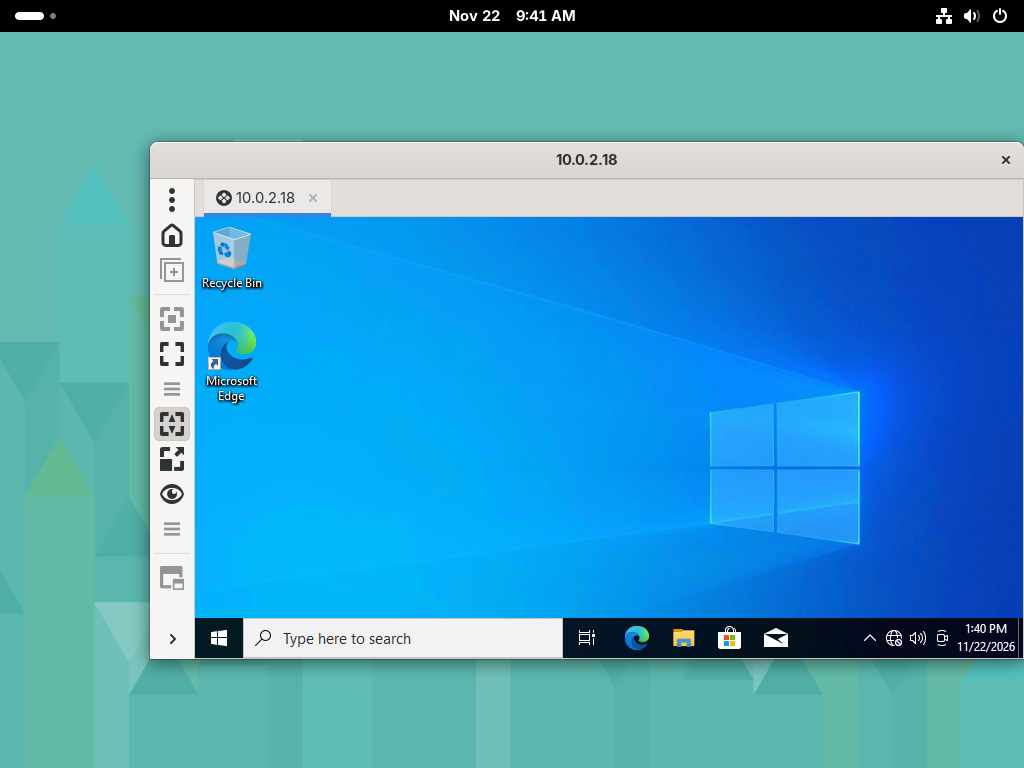 Nov 22 9:41 AM
10.0.2.18
10.0.2.18
Recycle Bin
Microsoft
Edge
Type here to search
1:40 PM
11/22/2026